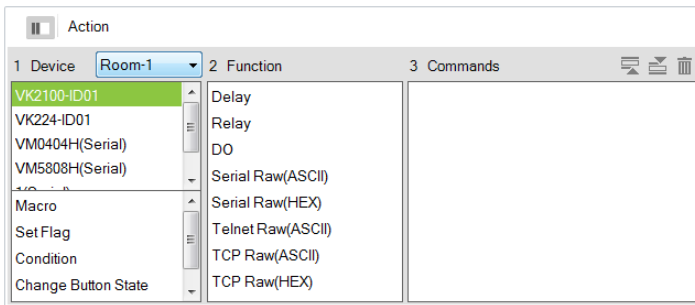 Action
1 Device Room-1 2 Function 3 Commands
VK2100-ID01
VK224-ID01
VM0404H(Serial)
VM5808H(Serial)
Macro
Set Flag
Condition
Change Button State
Delay
Relay
DO
Serial Raw(ASCII)
Serial Raw(HEX)
Telnet Raw(ASCII)
TCP Raw(ASCII)
TCP Raw(HEX)